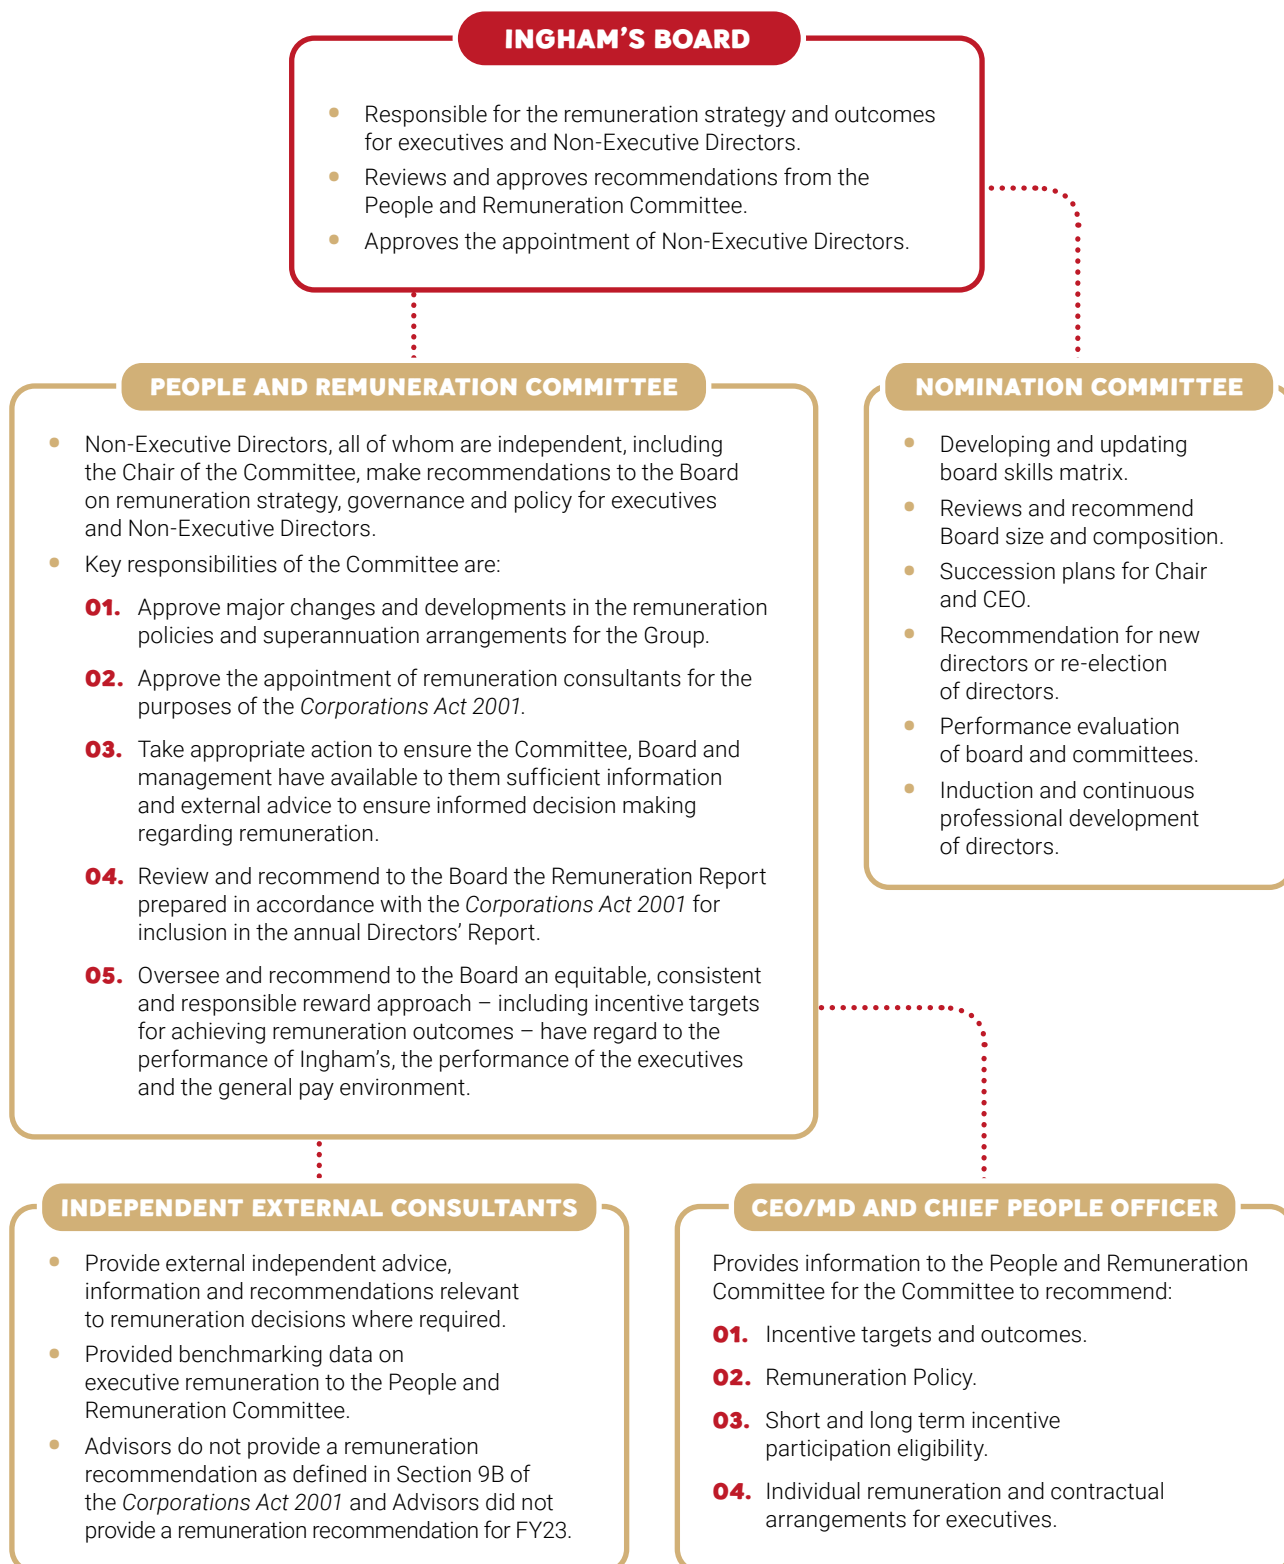 INGHAM'S BOARD
• Responsible for the remuneration strategy and outcomes
for executives and Non-Executive Directors.
• Reviews and approves recommendations from the
People and Remuneration Committee.
• Approves the appointment of Non-Executive Directors.
PEOPLE AND REMUNERATION COMMITTEE
• Non-Executive Directors, all of whom are independent, including
the Chair of the Committee, make recommendations to the Board
on remuneration strategy, governance and policy for executives
and Non-Executive Directors.
• Key responsibilities of the Committee are:
01. Approve major changes and developments in the remuneration
policies and superannuation arrangements for the Group.
02. Approve the appointment of remuneration consultants for the
purposes of the Corporations Act 2001.
03. Take appropriate action to ensure the Committee, Board and
management have available to them sufficient information
and external advice to ensure informed decision making
regarding remuneration.
04. Review and recommend to the Board the Remuneration Report
prepared in accordance with the Corporations Act 2001 for
inclusion in the annual Directors' Report.
05. Oversee and recommend to the Board an equitable, consistent
and responsible reward approach – including incentive targets
for achieving remuneration outcomes – have regard to the
performance of Ingham's, the performance of the executives
and the general pay environment.
NOMINATION COMMITTEE
• Developing and updating
board skills matrix.
• Reviews and recommend
Board size and composition.
• Succession plans for Chair
and CEO.
• Recommendation for new
directors or re-election
of directors.
• Performance evaluation
of board and committees.
• Induction and continuous
professional development
of directors.
INDEPENDENT EXTERNAL CONSULTANTS
• Provide external independent advice,
information and recommendations relevant
to remuneration decisions where required.
• Provided benchmarking data on
executive remuneration to the People and
Remuneration Committee.
• Advisors do not provide a remuneration
recommendation as defined in Section 9B of
the Corporations Act 2001 and Advisors did not
provide a remuneration recommendation for FY23.
CEO/MD AND CHIEF PEOPLE OFFICER
Provides information to the People and Remuneration
Committee for the Committee to recommend:
01. Incentive targets and outcomes.
02. Remuneration Policy.
03. Short and long term incentive
participation eligibility.
04. Individual remuneration and contractual
arrangements for executives.